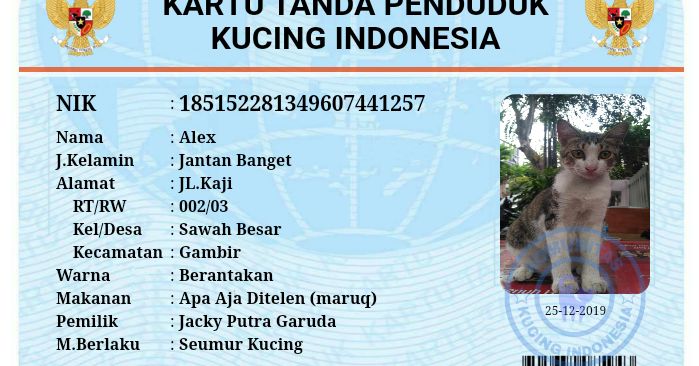 KARTU TANDA PENDUDUK
KUCING INDONESIA
NIK : 185152281349607441257
Nama : Alex
J.Kelamin : Jantan Banget
Alamat : JL.Kaji
RT/RW : 002/03
Kel/Desa : Sawah Besar
Kecamatan : Gambir
Warna : Berantakan
Makanan : Apa Aja Ditelen (maruq)
Pemilik : Jacky Putra Garuda
M.Berlaku : Seumur Kucing
25-12-2019
KUCING INDONESIA